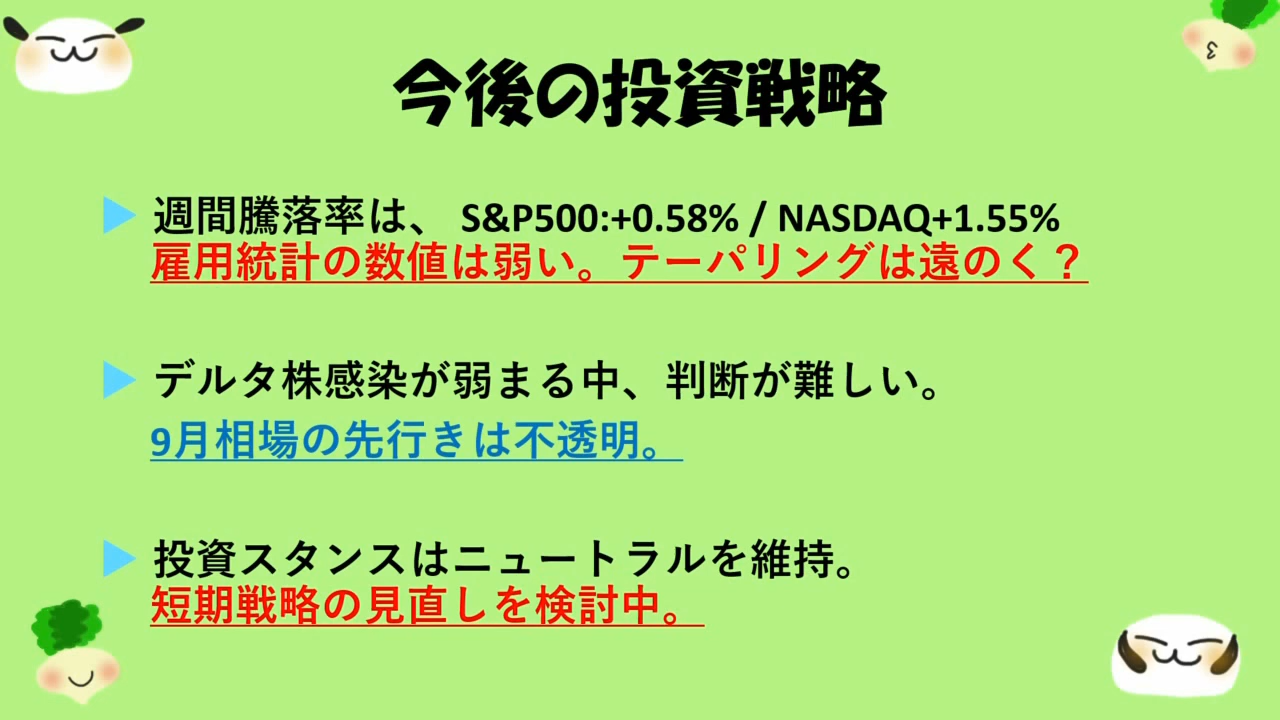 今後の投資戦略
週間騰落率は、 S&P500:+0.58% / NASDAQ+1.55%
雇用統計の数値は弱い。テーパリングは遠のく？
デルタ株感染が弱まる中、判断が難しい。
9月相場の先行きは不透明。
投資スタンスはニュートラルを維持。
短期戦略の見直しを検討中。